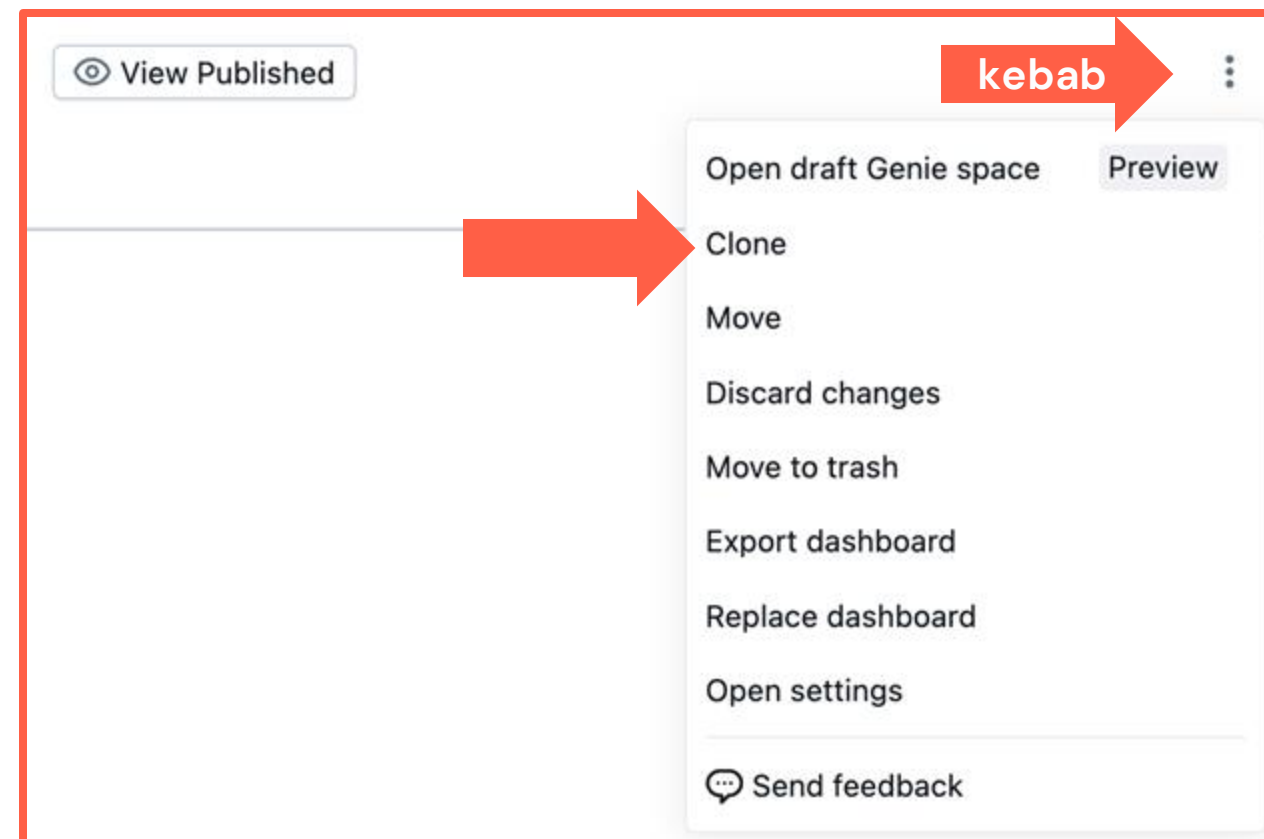 View Published
kebab
Open draft Genie space Preview
Clone
Move
Discard changes
Move to trash
Export dashboard
Replace dashboard
Open settings
Send feedback